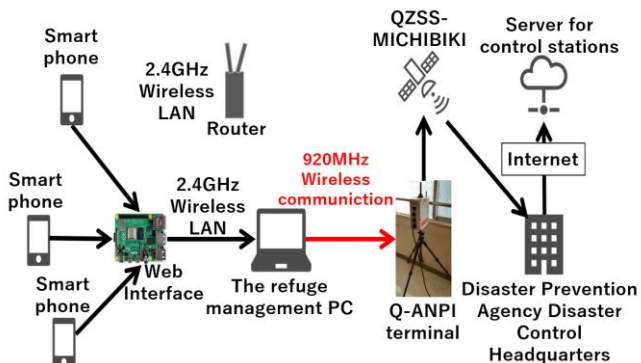 Smart
phone
2.4GHz
Wireless
LAN
Router
QZSS-
MICHIBIKI
Server for
control stations
Internet
Smart
phone
2.4GHz
Wireless
LAN
920MHz
Wireless
communiction
Smart
phone
Web
Interface
The refuge
management PC
Q-ANPI
terminal
Disaster Prevention
Agency Disaster
Control
Headquarters